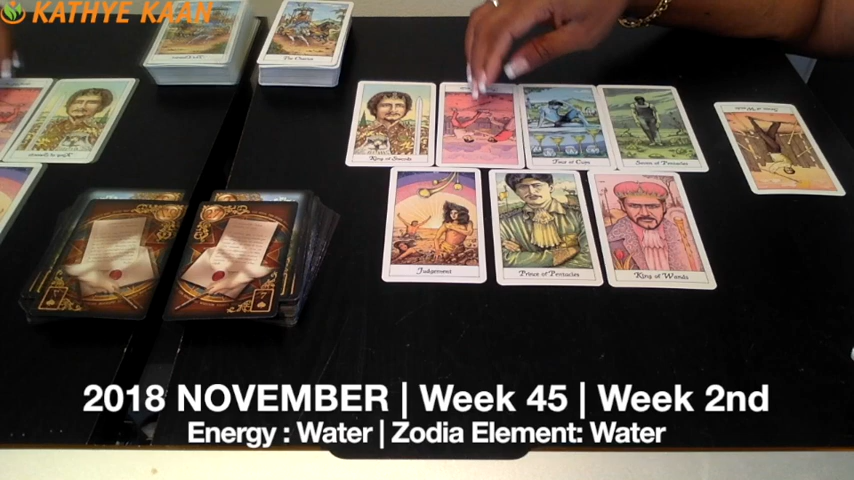 KATHYE KAAN
The Chariot
King of Swords
Four of Cups
Seven of Pentacles
Judgement
Prince of Pentacles
King of Wands
2018 NOVEMBER | Week 45 | Week 2nd
Energy : Water | Zodia Element: Water